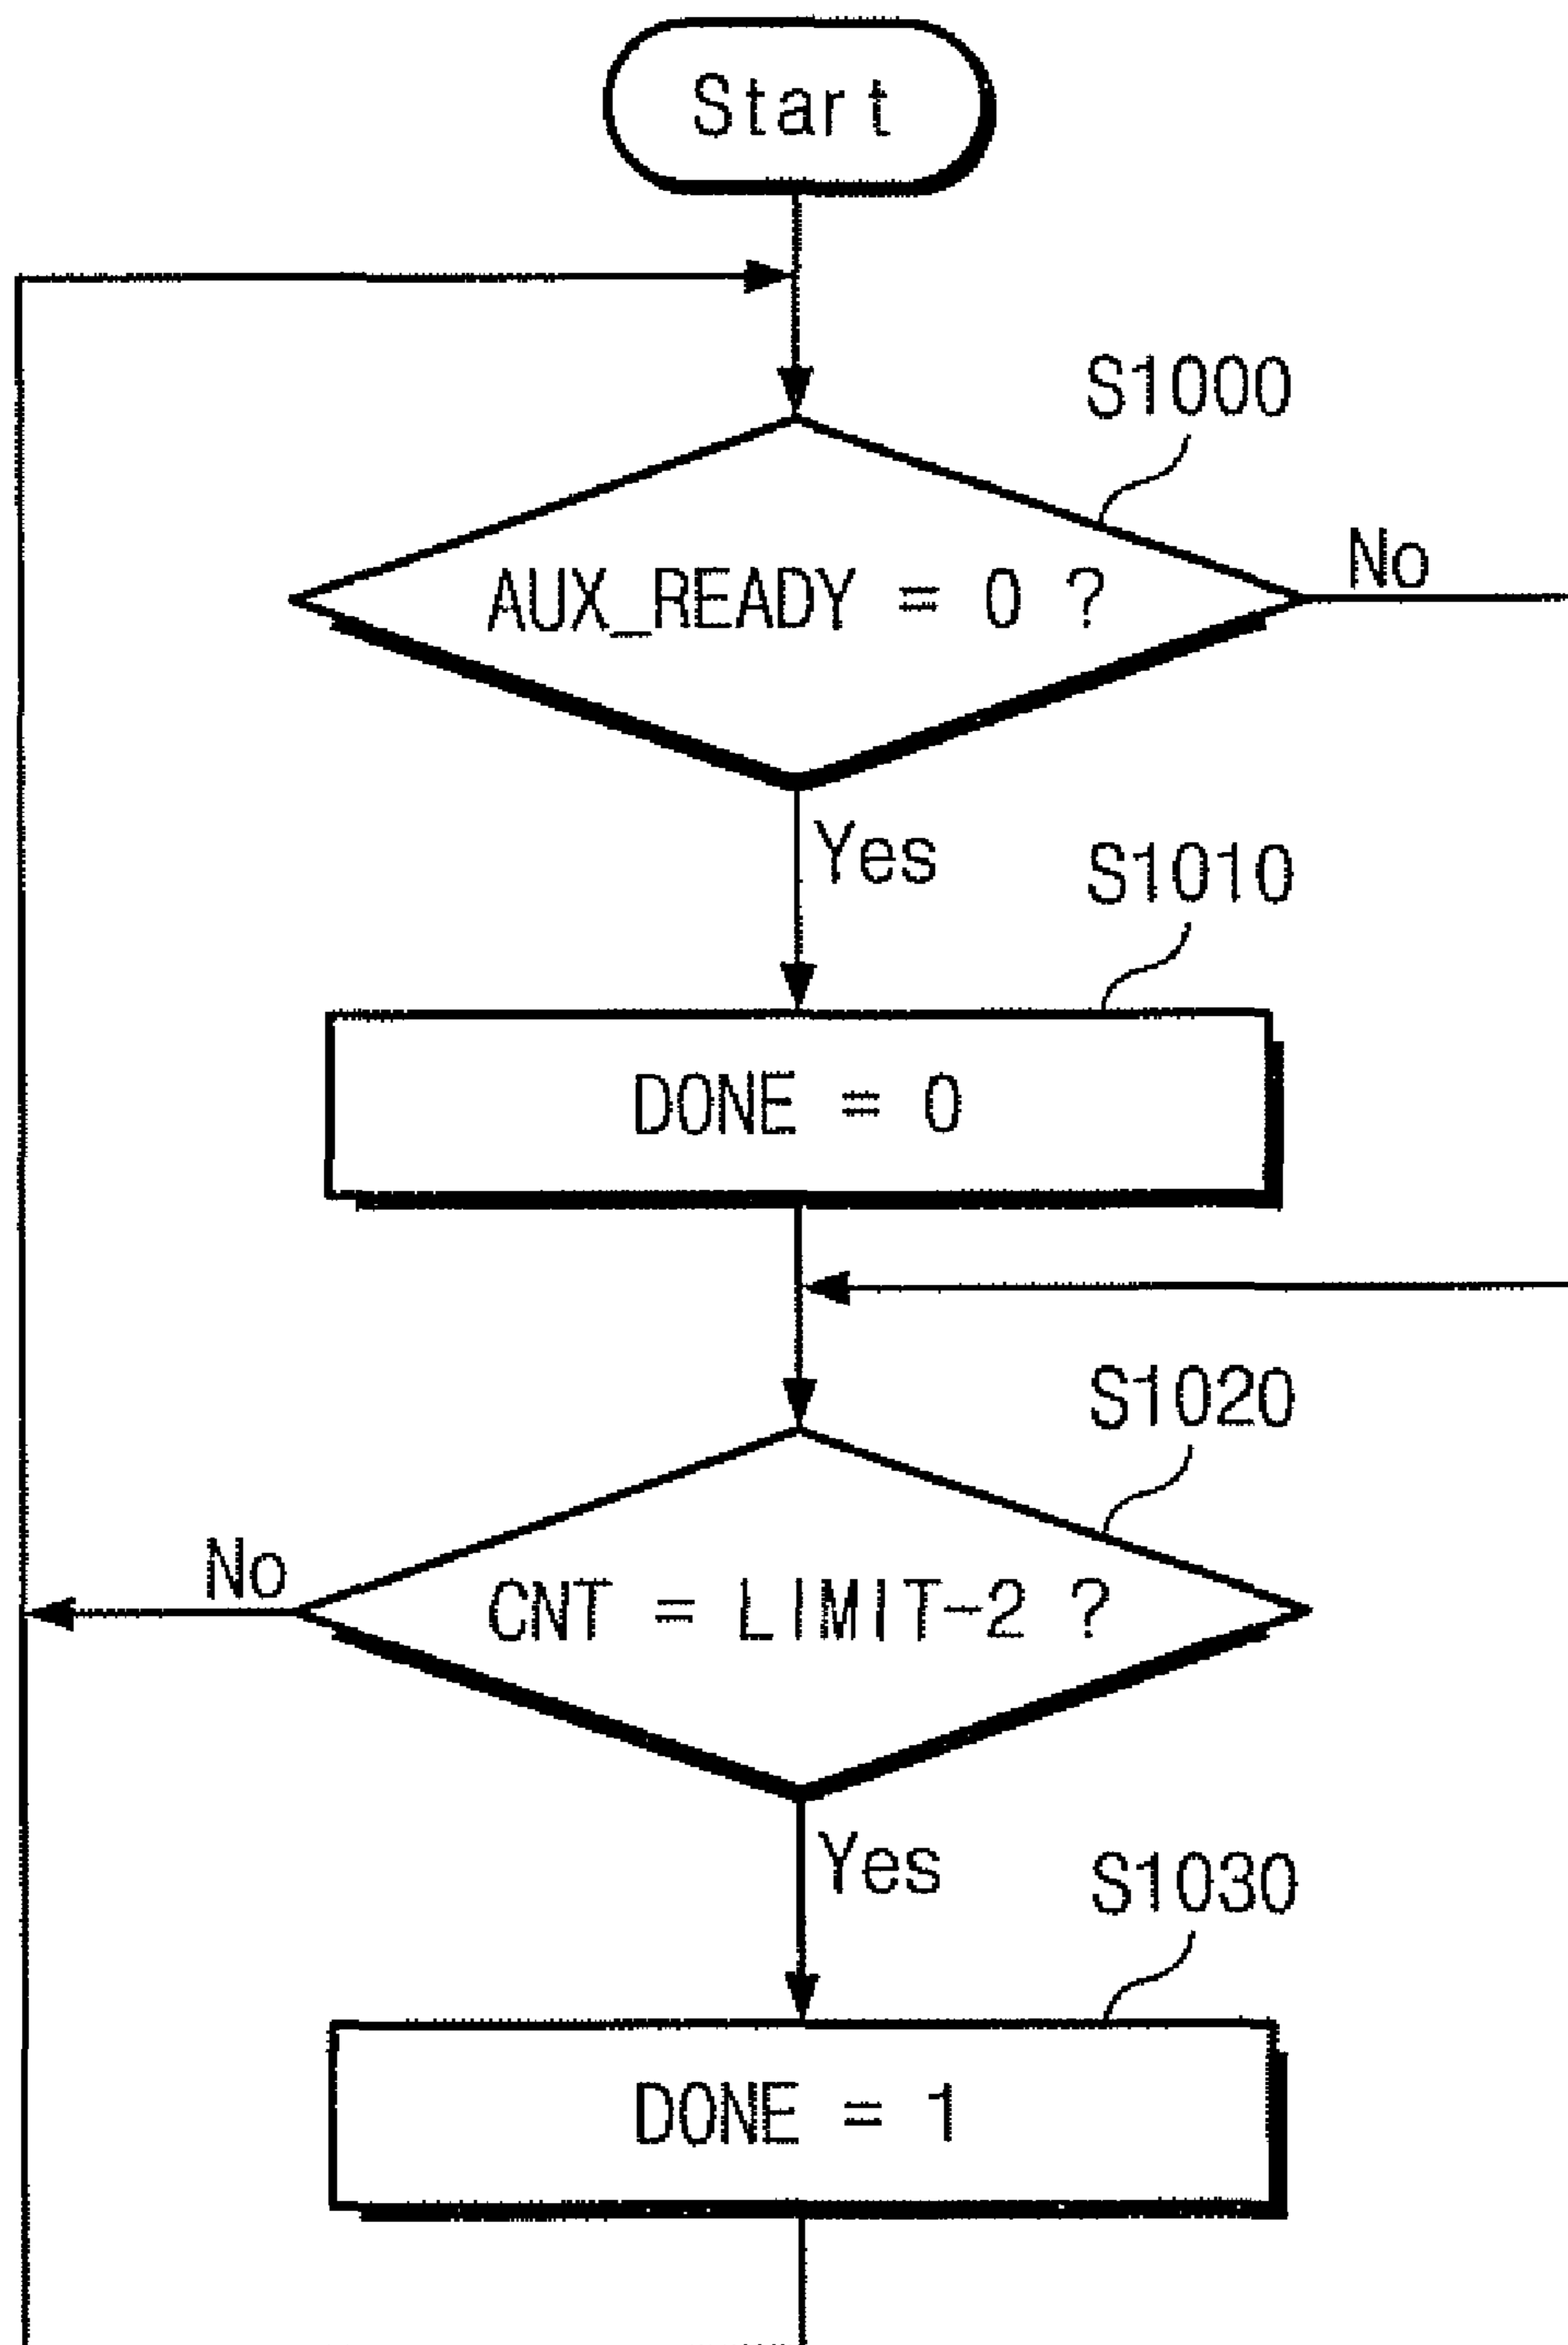 Start
S1000
AUX_READY = 0 ?
No
Yes
S1010
DONE = 0
S1020
No
CNT = LIMIT-2 ?
Yes
S1030
DONE = 1